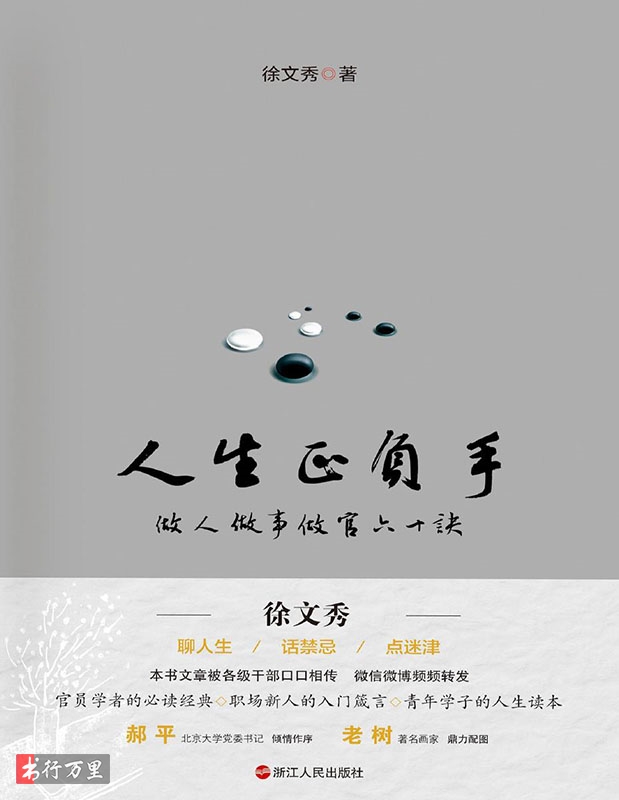 徐文秀◎著
人生正负手
做人做事做官六十訣
徐文秀
聊人生 / 话禁忌 / 点迷津
本书文章被各级干部口口相传 微信微博频频转发
官员学者的必读经典◇职场新人的入门箴言◇青年学子的人生读本
郝平 北京大学党委书记 倾情作序 老树 著名画家 鼎力配图
书行万里
浙江人民出版社